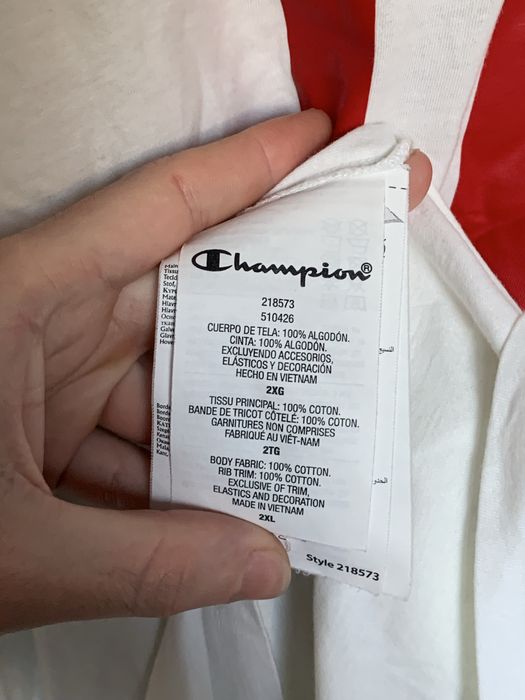 Champion®
218573
510426
CUERPO DE TELA: 100% ALGODÓN.
CINTA: 100% ALGODÓN.
EXCLUYENDO ACCESORIOS,
ELÁSTICOS Y DECORACIÓN
HECHO EN VIETNAM
2XG
TISSU PRINCIPAL: 100% COTON.
BANDE DE TRICOT CÔTELÉ: 100% COTON.
GARNITURES NON COMPRISES
FABRIQUÉ AU VIÊT-NAM
2TG
BODY FABRIC: 100% COTTON.
RIB TRIM: 100% COTTON.
EXCLUSIVE OF TRIM,
ELASTICS AND DECORATION
MADE IN VIETNAM
2XL
Style 218573